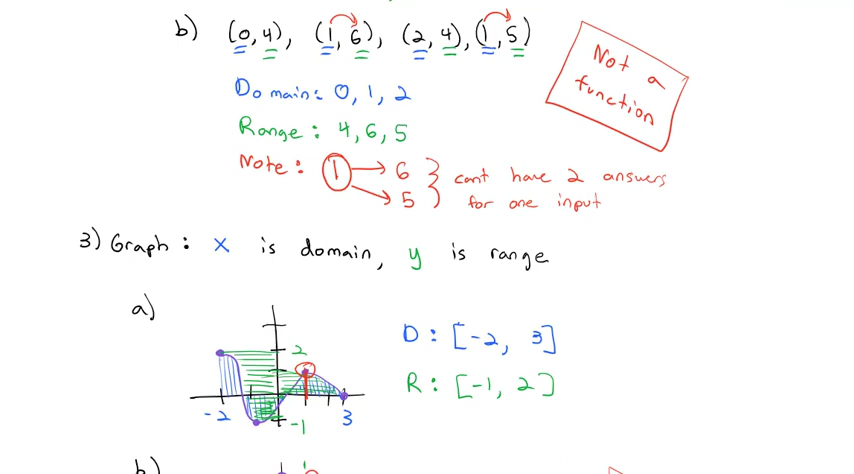 b) (0, 4), (1, 6), (2, 4), (1, 5)
Not a
function
Domain: 0, 1, 2
Range: 4, 6, 5
Note: 1 → 6
→ 5
cant have 2 answers
for one input
3) Graph: x is domain, y is range
a)
2
-2
-1
3
D: [-2, 3]
R: [-1, 2]
b)